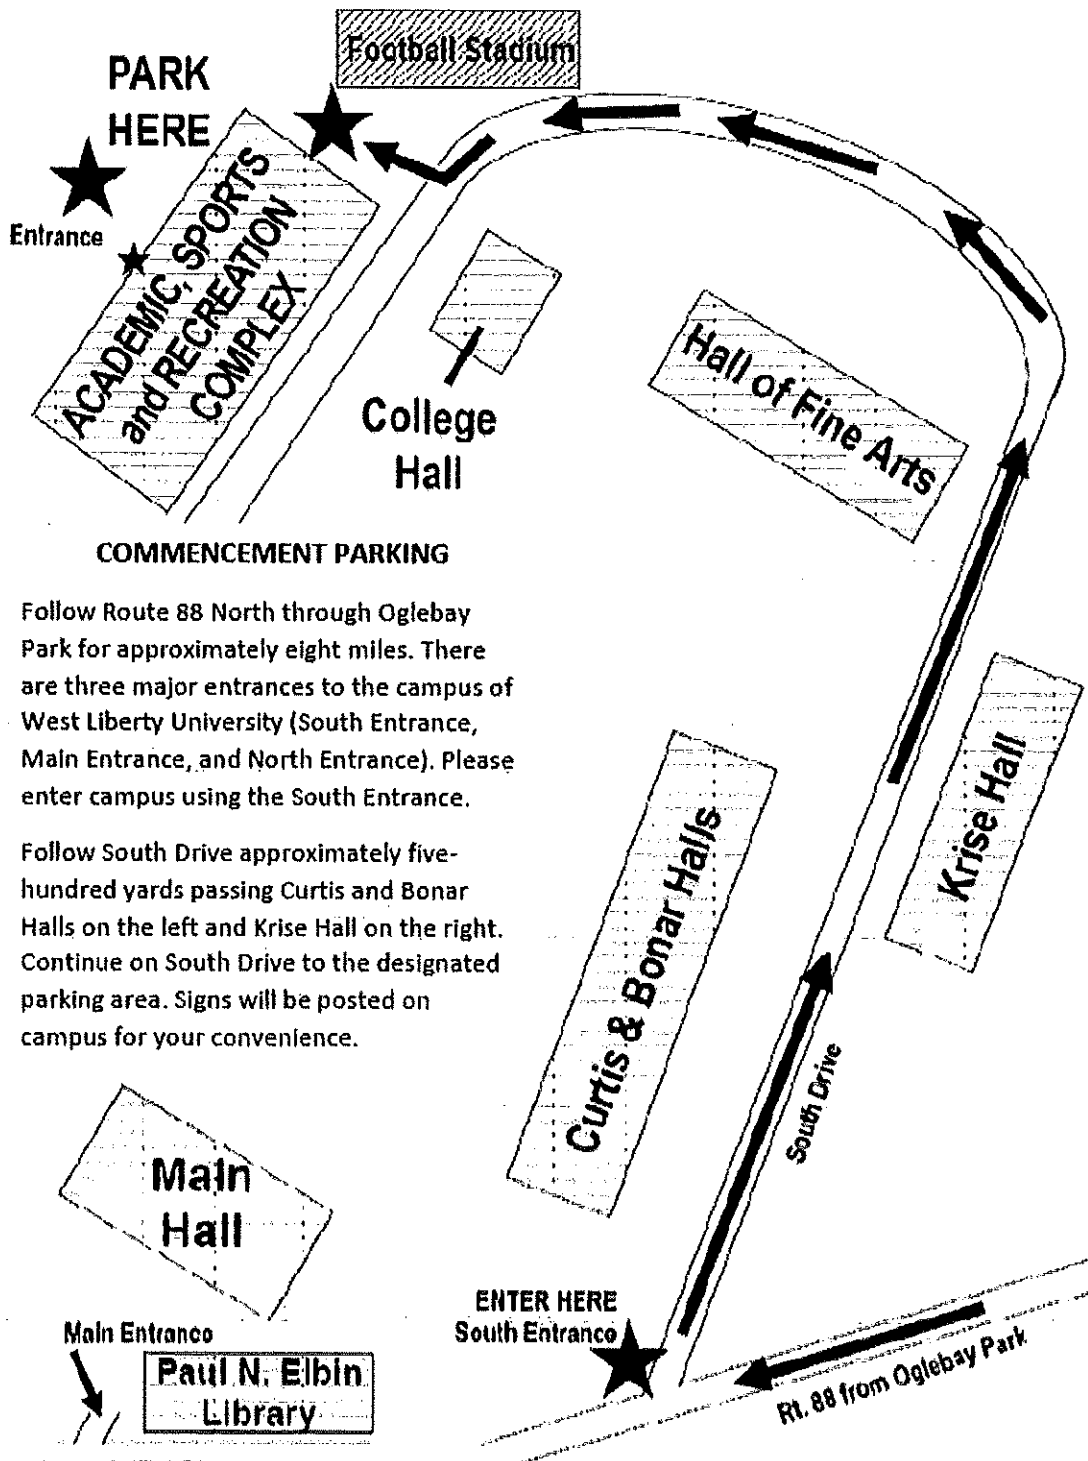 Football Stadium
PARK
HERE
Entrance
ACADEMIC, SPORTS
and RECREATION
COMPLEX
College
Hall
Hall of Fine Arts
COMMENCEMENT PARKING
Follow Route 88 North through Oglebay
Park for approximately eight miles. There
are three major entrances to the campus of
West Liberty University (South Entrance,
Main Entrance, and North Entrance). Please
enter campus using the South Entrance.
Follow South Drive approximately five-
hundred yards passing Curtis and Bonar
Halls on the left and Krise Hall on the right.
Continue on South Drive to the designated
parking area. Signs will be posted on
campus for your convenience.
Krise Hall
Curtis & Bonar Halls
South Drive
Main
Hall
ENTER HERE
South Entrance
Main Entrance
Paul N. Elbin
Library
Rt. 88 from Oglebay Park